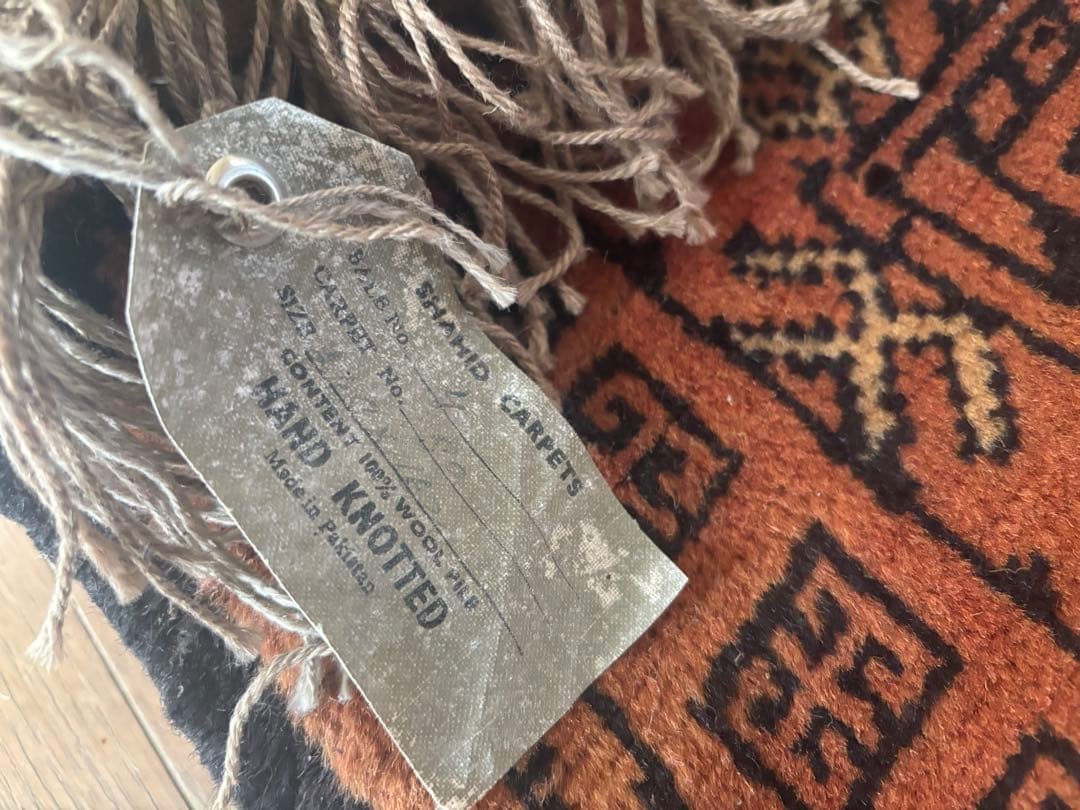 SHAHID CARPETS
BALE No.
CARPET No.
SIZE
CONTENT 100% WOOL PILE
HAND KNOTTED
Made in Pakistan